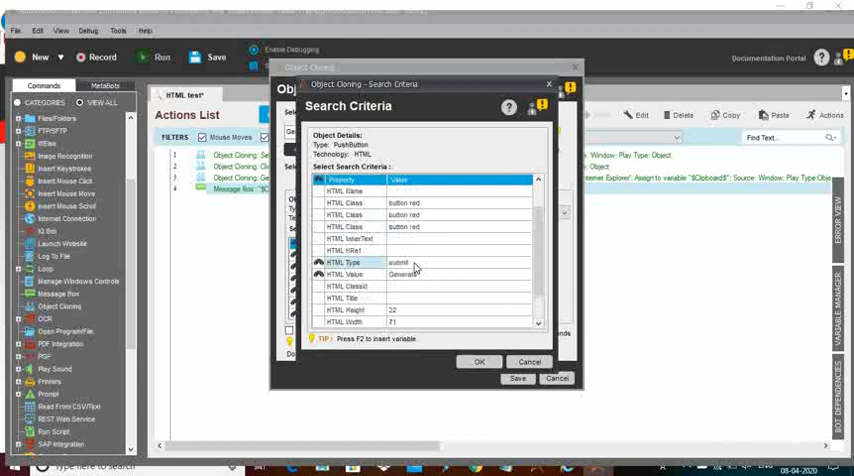 File Edit View Debug Tools Help
New Record Run Save
Enable Debugging
Documentation Portal ?
Commands MetaBots
HTML test*
CATEGORIES VIEW ALL
Actions List
Edit Delete Copy Paste Actions
FILTERS Mouse Moves
Find Text...
Files/Folders
FTP/SFTP
If/Else
Image Recognition
Insert Keystrokes
Insert Mouse Click
Insert Mouse Move
Insert Mouse Scroll
Internet Connection
IQ Bot
Launch Website
Log To File
Loop
Manage Windows Controls
Message Box
Object Cloning
OCR
Open Program/File
PDF Integration
PGP
Play Sound
Printers
Prompt
Read From CSV/Text
REST Web Service
Run Script
SAP Integration
1 Object Cloning: Se
2 Object Cloning: Cl
3 Object Cloning: Ge
4 Message Box: "$Clipboard$
Source: Window: Play Type:Object
ternet Explorer'; Assign to variable "$Clipboard$"; Source: Window: Play Type:Obje
Object Cloning
Object Cloning - Search Criteria
Search Criteria
Object Details:
Type: PushButton
Technology: HTML
Select Search Criteria :
Property Value
HTML Name
HTML Class button red
HTML Class button red
HTML Class button red
HTML InnerText
HTML HRef
HTML Type submit
HTML Value Generate
HTML ClassId
HTML Title
HTML Height 22
HTML Width 71
TIP : Press F2 to insert variable.
OK Cancel
Save Cancel
ERROR VIEW
VARIABLE MANAGER
BOT DEPENDENCIES
Type here to search
08-04-2020